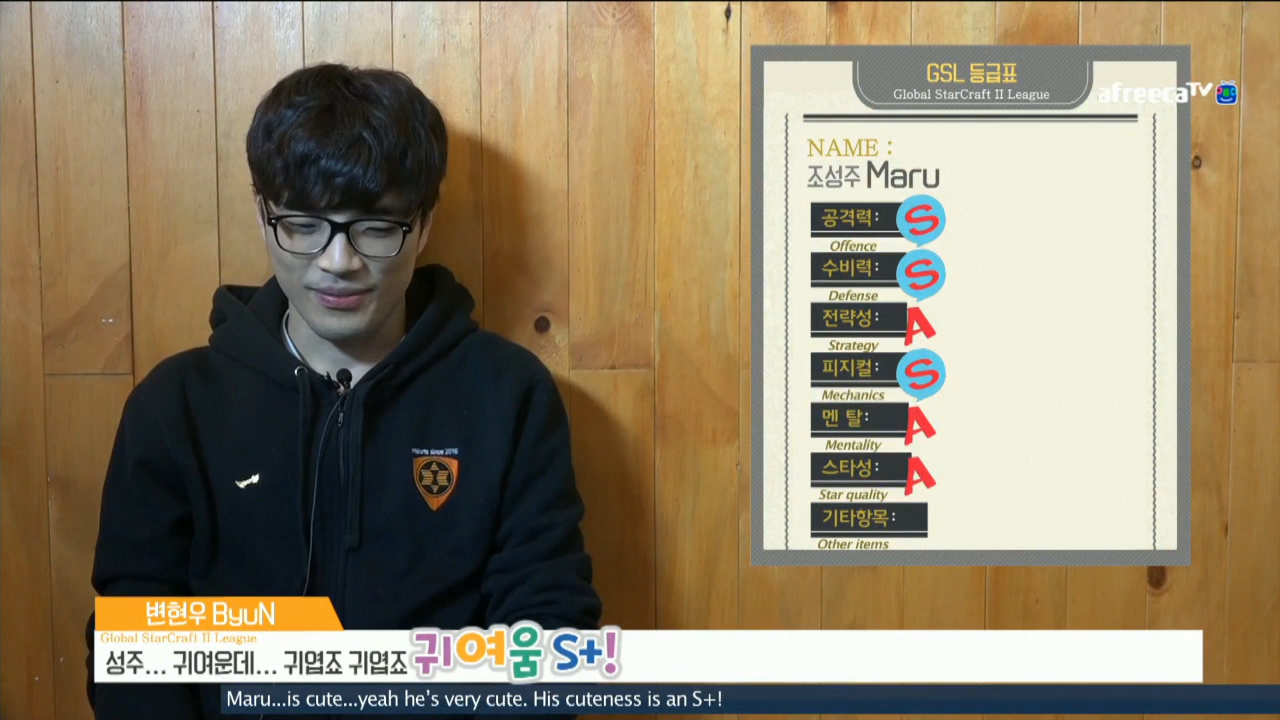 GSL 등급표
Global StarCraft II League
afreecaTV
NAME :
조성주 Maru
공격력: S
Offence
수비력: S
Defense
전략성: A
Strategy
피지컬: S
Mechanics
멘 탈: A
Mentality
스타성: A
Star quality
기타항목:
Other items
변현우 ByuN
Global StarCraft II League
성주... 귀여운데... 귀엽죠 귀엽죠 귀여움 S+!
Maru...is cute...yeah he's very cute. His cuteness is an S+!